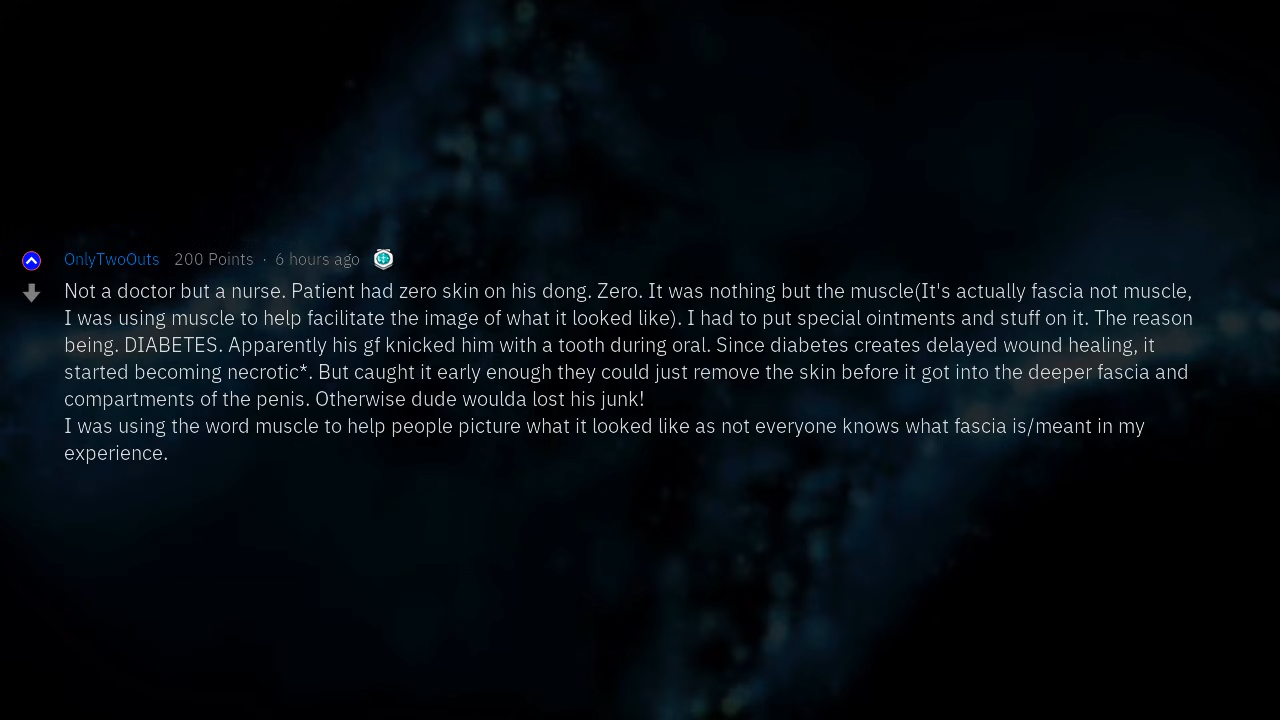 OnlyTwoOuts 200 Points · 6 hours ago
Not a doctor but a nurse. Patient had zero skin on his dong. Zero. It was nothing but the muscle(It's actually fascia not muscle,
I was using muscle to help facilitate the image of what it looked like). I had to put special ointments and stuff on it. The reason
being. DIABETES. Apparently his gf knicked him with a tooth during oral. Since diabetes creates delayed wound healing, it
started becoming necrotic*. But caught it early enough they could just remove the skin before it got into the deeper fascia and
compartments of the penis. Otherwise dude woulda lost his junk!
I was using the word muscle to help people picture what it looked like as not everyone knows what fascia is/meant in my
experience.